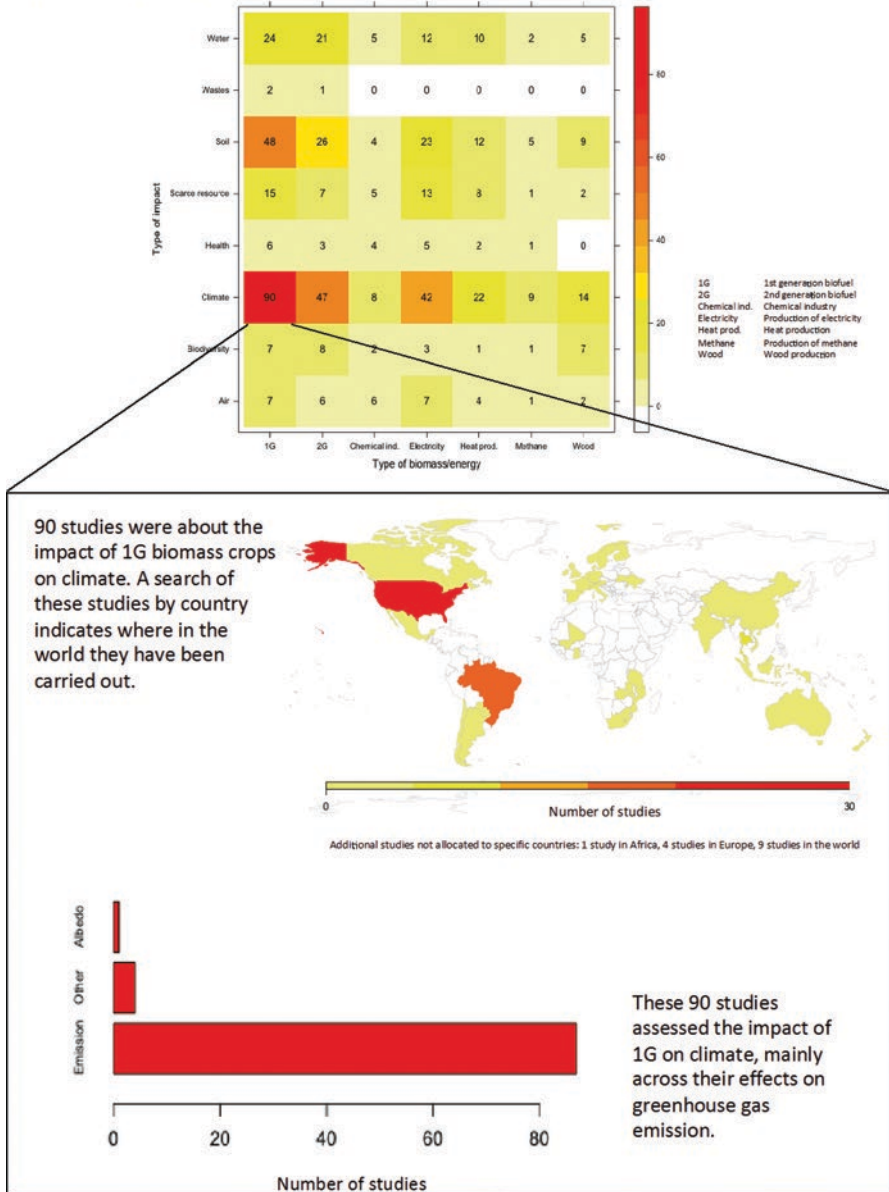 Water 24 21 5 12 10 2 5
Wastes 2 1 0 0 0 0 0
Soil 48 26 4 23 12 5 9
Scarce resource 15 7 5 13 8 1 2
Health 6 3 4 5 2 1 0
Climate 90 47 8 42 22 9 14
Biodiversity 7 8 2 3 1 1 7
Air 7 6 6 7 4 1 2
Type of impact
1G 2G Chemical ind. Electricity Heat prod. Methane Wood
Type of biomass/energy
80
60
40
20
0
1G 1st generation biofuel
2G 2nd generation biofuel
Chemical ind. Chemical industry
Electricity Production of electricity
Heat prod. Heat production
Methane Production of methane
Wood Wood production
90 studies were about the
impact of 1G biomass crops
on climate. A search of
these studies by country
indicates where in the
world they have been
carried out.
0 30
Number of studies
Additional studies not allocated to specific countries: 1 study in Africa, 4 studies in Europe, 9 studies in the world
Albedo
Other
Emission
0 20 40 60 80
Number of studies
These 90 studies
assessed the impact of
1G on climate, mainly
across their effects on
greenhouse gas
emission.